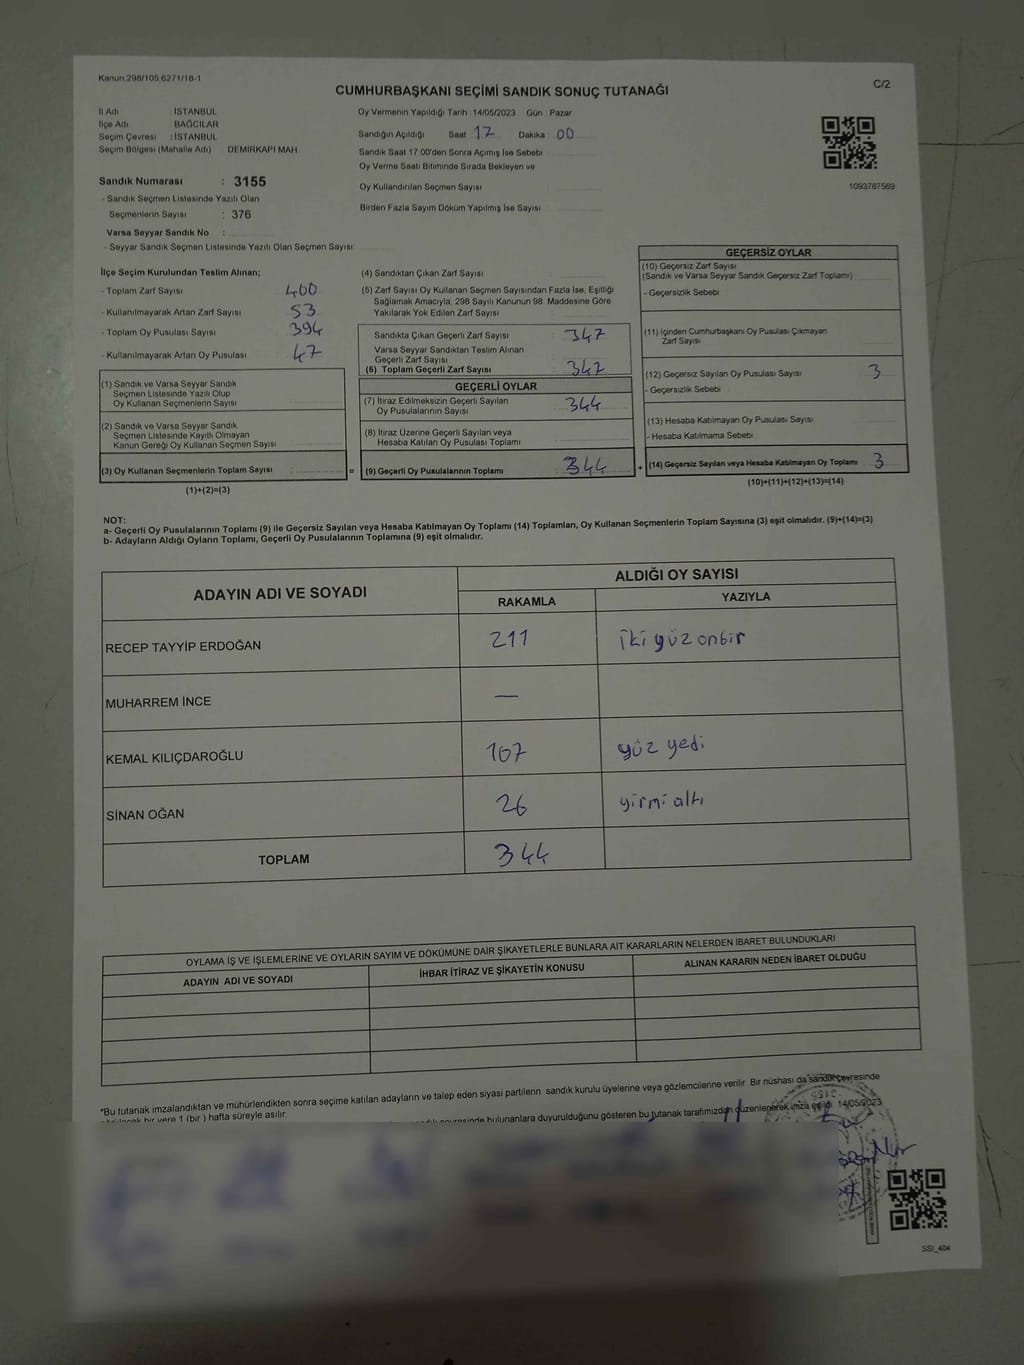 Kanun:298/105,6271/18-1
C/2
CUMHURBAŞKANI SEÇİMİ SANDIK SONUÇ TUTANAĞI
İl Adı İSTANBUL
İlçe Adı BAĞCILAR
Seçim Çevresi : İSTANBUL
Seçim Bölgesi (Mahalle Adı) DEMİRKAPI MAH.
Oy Vermenin Yapıldığı Tarih 14/05/2023 Gün Pazar
Sandığın Açıldığı Saat 17 Dakika 00
Sandık Saat 17.00'den Sonra Açımış İse Sebebi
Oy Verme Saati Bitiminde Sırada Bekleyen ve
Oy Kullandırılan Seçmen Sayısı
Birden Fazla Sayım Döküm Yapılmış İse Sayısı
1093787569
Sandık Numarası : 3155
- Sandık Seçmen Listesinde Yazılı Olan
Seçmenlerin Sayısı : 376
Varsa Seyyar Sandık No :
- Seyyar Sandık Seçmen Listesinde Yazılı Olan Seçmen Sayısı:
İlçe Seçim Kurulundan Teslim Alınan;
- Toplam Zarf Sayısı 400
- Kullanılmayarak Artan Zarf Sayısı 53
- Toplam Oy Pusulası Sayısı 394
- Kullanılmayarak Artan Oy Pusulası 47
(1) Sandık ve Varsa Seyyar Sandık
Seçmen Listesinde Yazılı Olup
Oy Kullanan Seçmenlerin Sayısı
(2) Sandık ve Varsa Seyyar Sandık
Seçmen Listesinde Kayıtlı Olmayan
Kanun Gereği Oy Kullanan Seçmen Sayısı
(3) Oy Kullanan Seçmenlerin Toplam Sayısı :
(1)+(2)=(3)
=
(4) Sandıktan Çıkan Zarf Sayısı
(5) Zarf Sayısı Oy Kullanan Seçmen Sayısından Fazla İse, Eşitliği
Sağlamak Amacıyla, 298 Sayılı Kanunun 98. Maddesine Göre
Yakılarak Yok Edilen Zarf Sayısı
Sandıkta Çıkan Geçerli Zarf Sayısı 347
Varsa Seyyar Sandıktan Teslim Alınan
Geçerli Zarf Sayısı
(6) Toplam Geçerli Zarf Sayısı 347
GEÇERLİ OYLAR
(7) İtiraz Edilmeksizin Geçerli Sayılan
Oy Pusulalarının Sayısı 344
(8) İtiraz Üzerine Geçerli Sayılan veya
Hesaba Katılan Oy Pusulası Toplamı
(9) Geçerli Oy Pusulalarının Toplamı 344
+
GEÇERSİZ OYLAR
(10) Geçersiz Zarf Sayısı
(Sandık ve Varsa Seyyar Sandık Geçersiz Zarf Toplamı)
- Geçersizlik Sebebi
(11) İçinden Cumhurbaşkanı Oy Pusulası Çıkmayan
Zarf Sayısı
(12) Geçersiz Sayılan Oy Pusulası Sayısı 3
- Geçersizlik Sebebi
(13) Hesaba Katılmayan Oy Pusulası Sayısı
- Hesaba Katılmama Sebebi
(14) Geçersiz Sayılan veya Hesaba Katılmayan Oy Toplamı 3
(10)+(11)+(12)+(13)=(14)
NOT:
a- Geçerli Oy Pusulalarının Toplamı (9) ile Geçersiz Sayılan veya Hesaba Katılmayan Oy Toplamı (14) Toplamları, Oy Kullanan Seçmenlerin Toplam Sayısına (3) eşit olmalıdır. (9)+(14)=(3)
b- Adayların Aldığı Oyların Toplamı, Geçerli Oy Pusulalarının Toplamına (9) eşit olmalıdır.
ADAYIN ADI VE SOYADI
ALDIĞI OY SAYISI
RAKAMLA YAZIYLA
RECEP TAYYİP ERDOĞAN 211 iki yüz onbir
MUHARREM İNCE —
KEMAL KILIÇDAROĞLU 107 yüz yedi
SİNAN OĞAN 26 yirmi altı
TOPLAM 344
OYLAMA İŞ VE İŞLEMLERİNE VE OYLARIN SAYIM VE DÖKÜMÜNE DAİR ŞİKAYETLERLE BUNLARA AİT KARARLARIN NELERDEN İBARET BULUNDUKLARI
ADAYIN ADI VE SOYADI İHBAR İTİRAZ VE ŞİKAYETİN KONUSU ALINAN KARARIN NEDEN İBARET OLDUĞU
*Bu tutanak imzalandıktan ve mühürlendikten sonra seçime katılan adayların ve talep eden siyasi partilerin sandık kurulu üyelerine veya gözlemcilerine verilir. Bir nüshası da sandık çevresinde
bir yere 1 (bir ) hafta süreyle asılır.
bulunanlara duyurulduğunu gösteren bu tutanak tarafımızdan düzenlenerek imza edildi. 14/05/2023
SSI_404